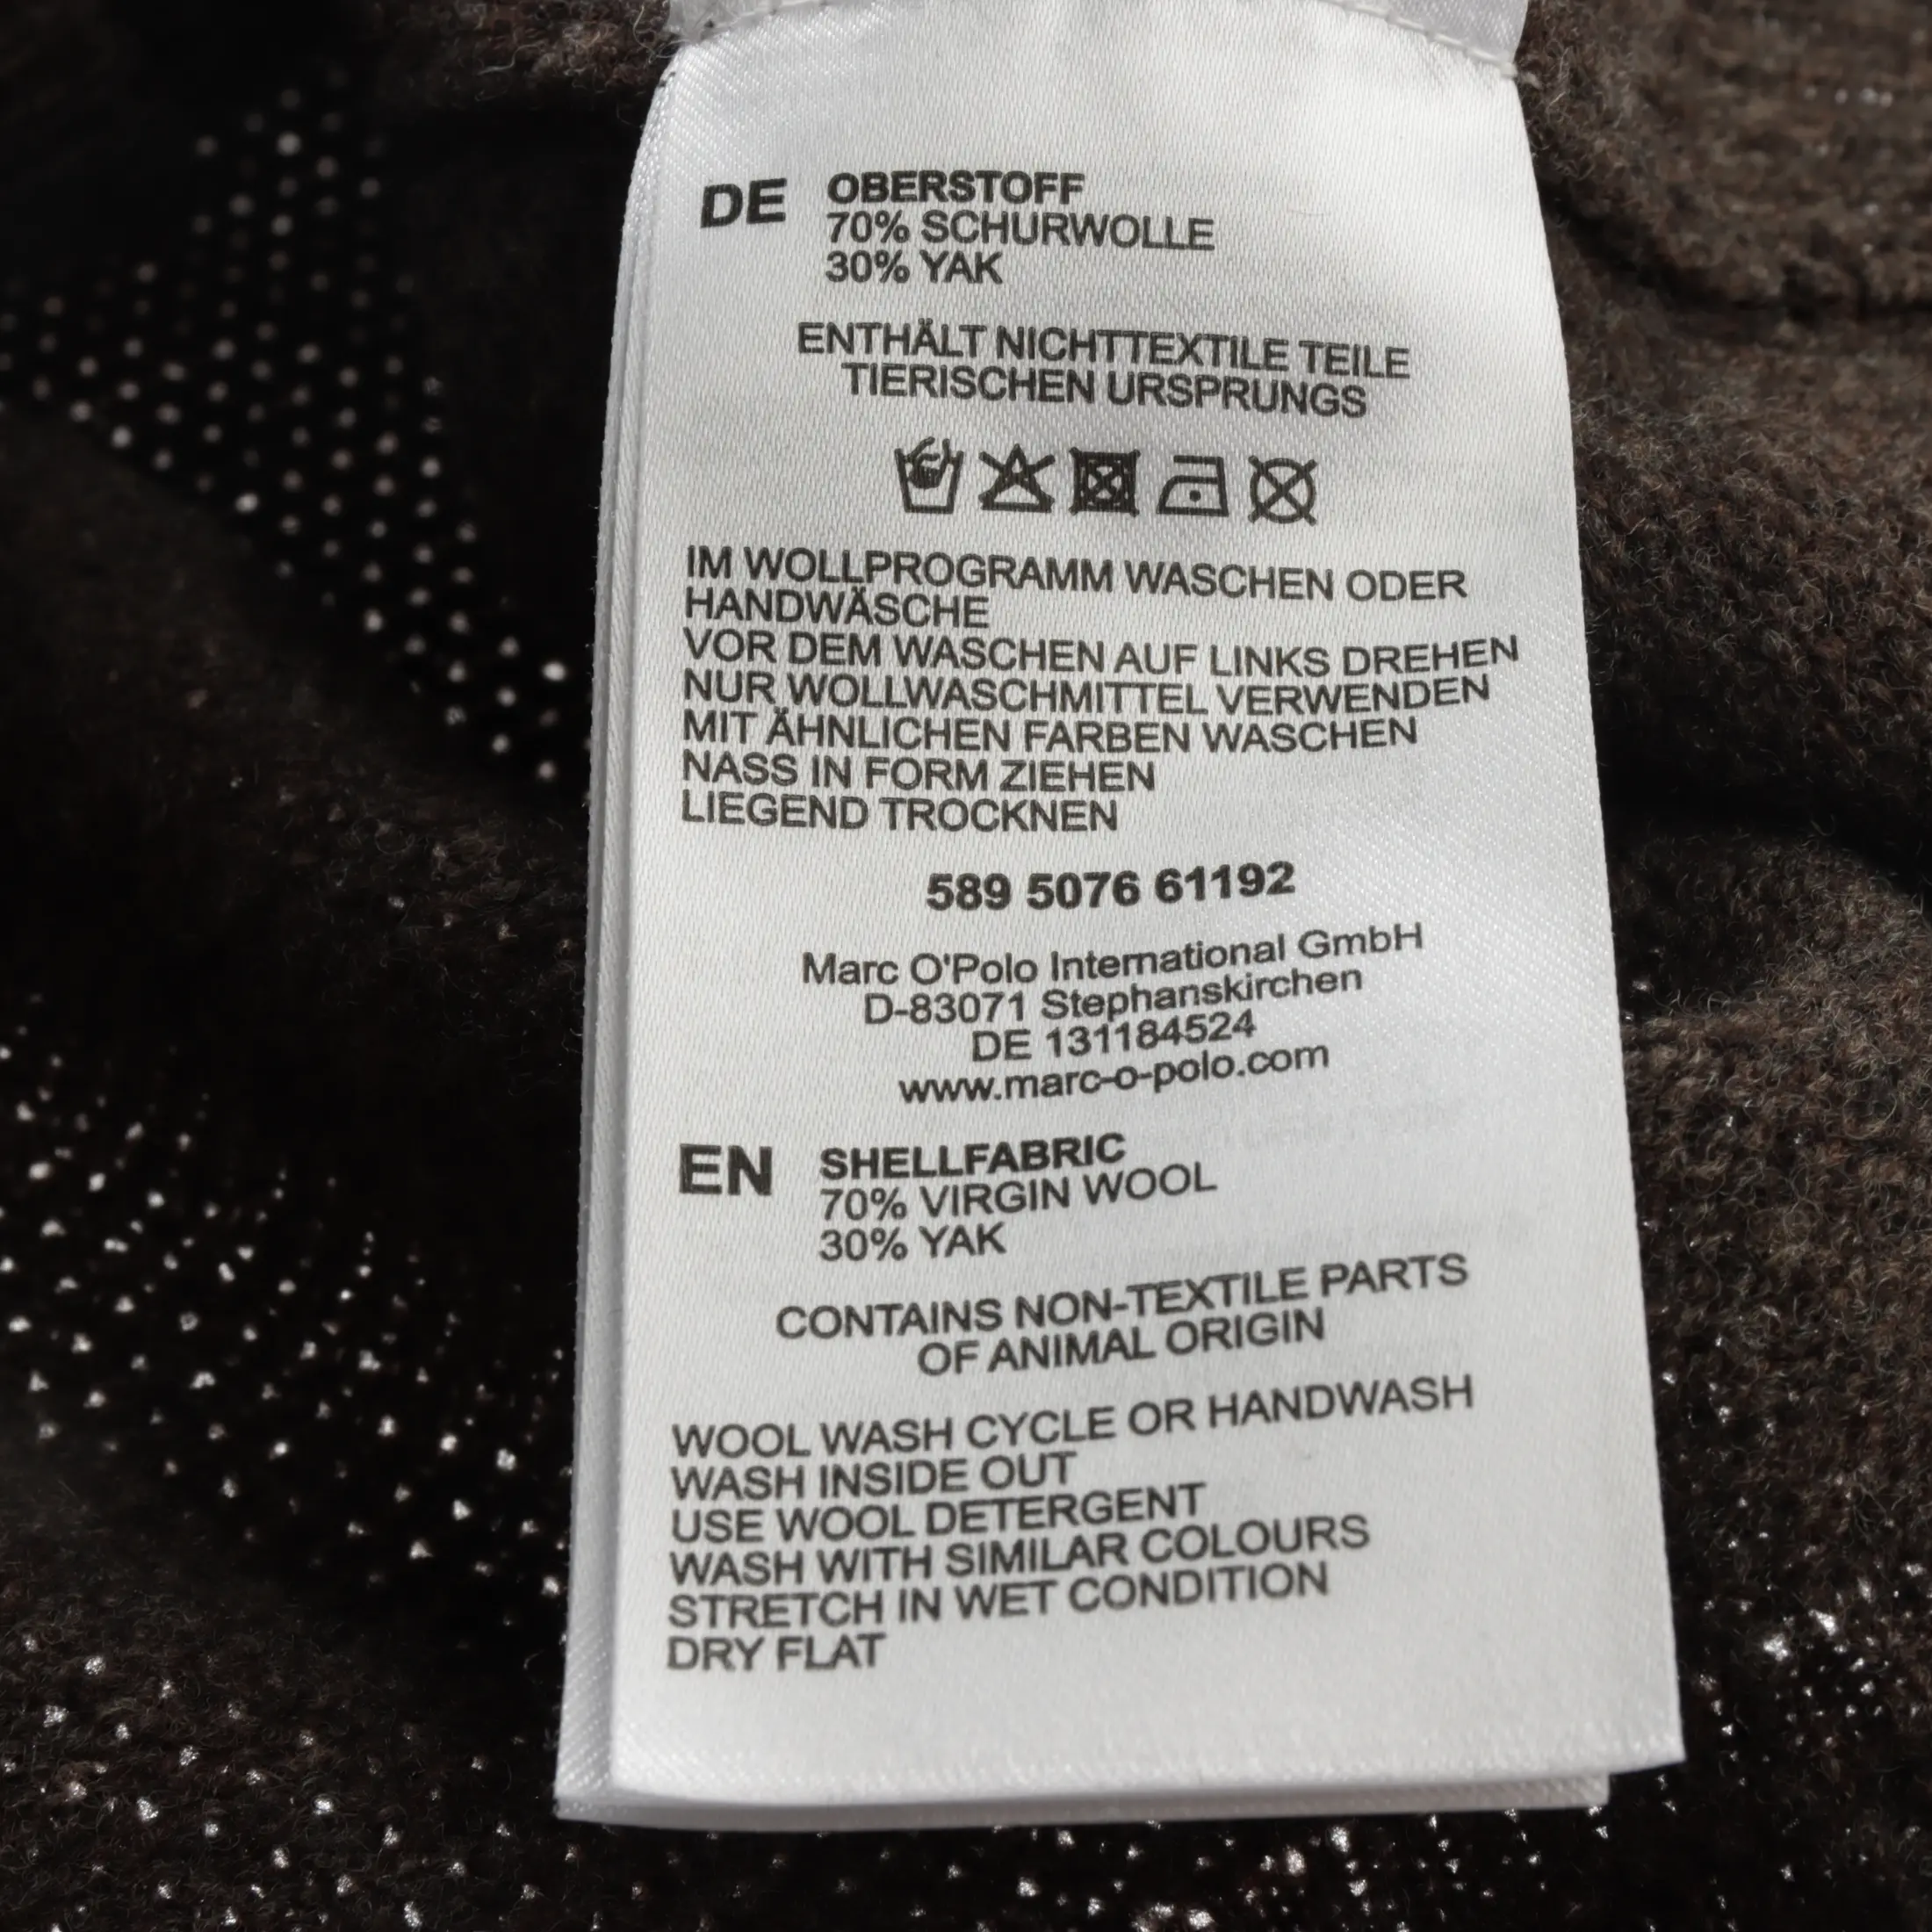 DE OBERSTOFF
70% SCHURWOLLE
30% YAK
ENTHÄLT NICHTTEXTILE TEILE
TIERISCHEN URSPRUNGS
IM WOLLPROGRAMM WASCHEN ODER
HANDWÄSCHE
VOR DEM WASCHEN AUF LINKS DREHEN
NUR WOLLWASCHMITTEL VERWENDEN
MIT ÄHNLICHEN FARBEN WASCHEN
NASS IN FORM ZIEHEN
LIEGEND TROCKNEN
589 5076 61192
Marc O'Polo International GmbH
D-83071 Stephanskirchen
DE 131184524
www.marc-o-polo.com
EN SHELLFABRIC
70% VIRGIN WOOL
30% YAK
CONTAINS NON-TEXTILE PARTS
OF ANIMAL ORIGIN
WOOL WASH CYCLE OR HANDWASH
WASH INSIDE OUT
USE WOOL DETERGENT
WASH WITH SIMILAR COLOURS
STRETCH IN WET CONDITION
DRY FLAT